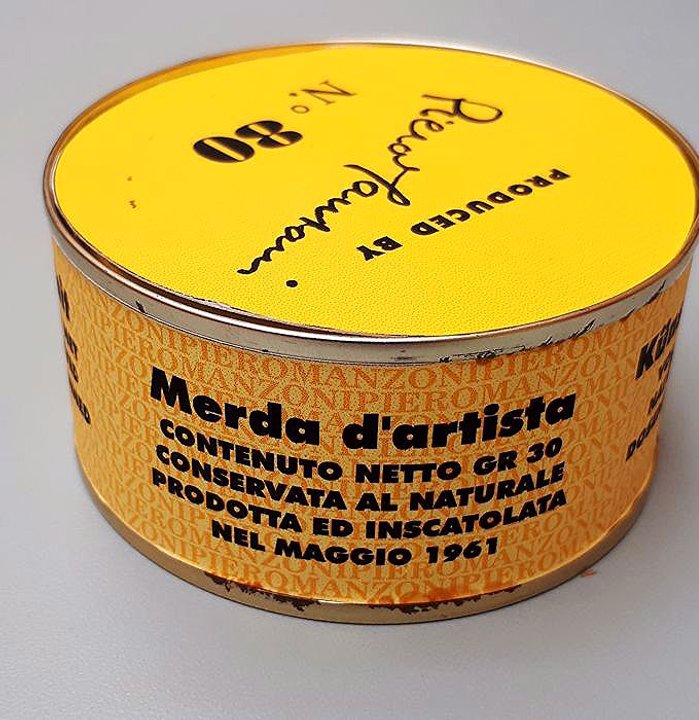 N.º 80
Piero Manzoni
PRODUCED BY
Merda d'artista
CONTENUTO NETTO GR 30
CONSERVATA AL NATURALE
PRODOTTA ED INSCATOLATA
NEL MAGGIO 1961